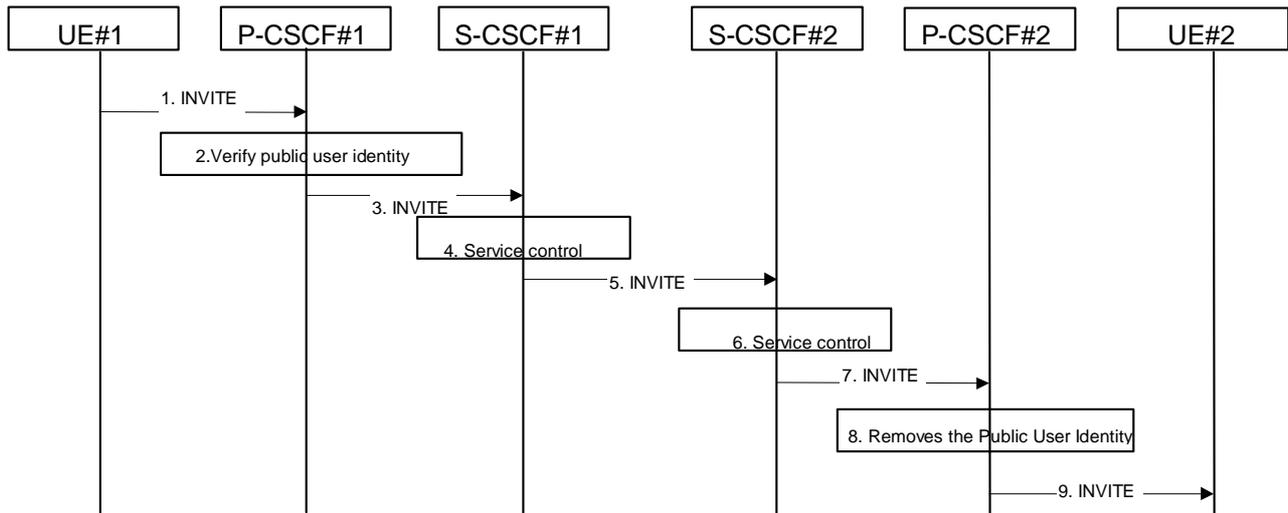 UE#1
P-CSCF#1
S-CSCF#1
S-CSCF#2
P-CSCF#2
UE#2
1. INVITE
2.Verify public user identity
3. INVITE
4. Service control
5. INVITE
6. Service control
7. INVITE
8. Removes the Public User Identity
9. INVITE